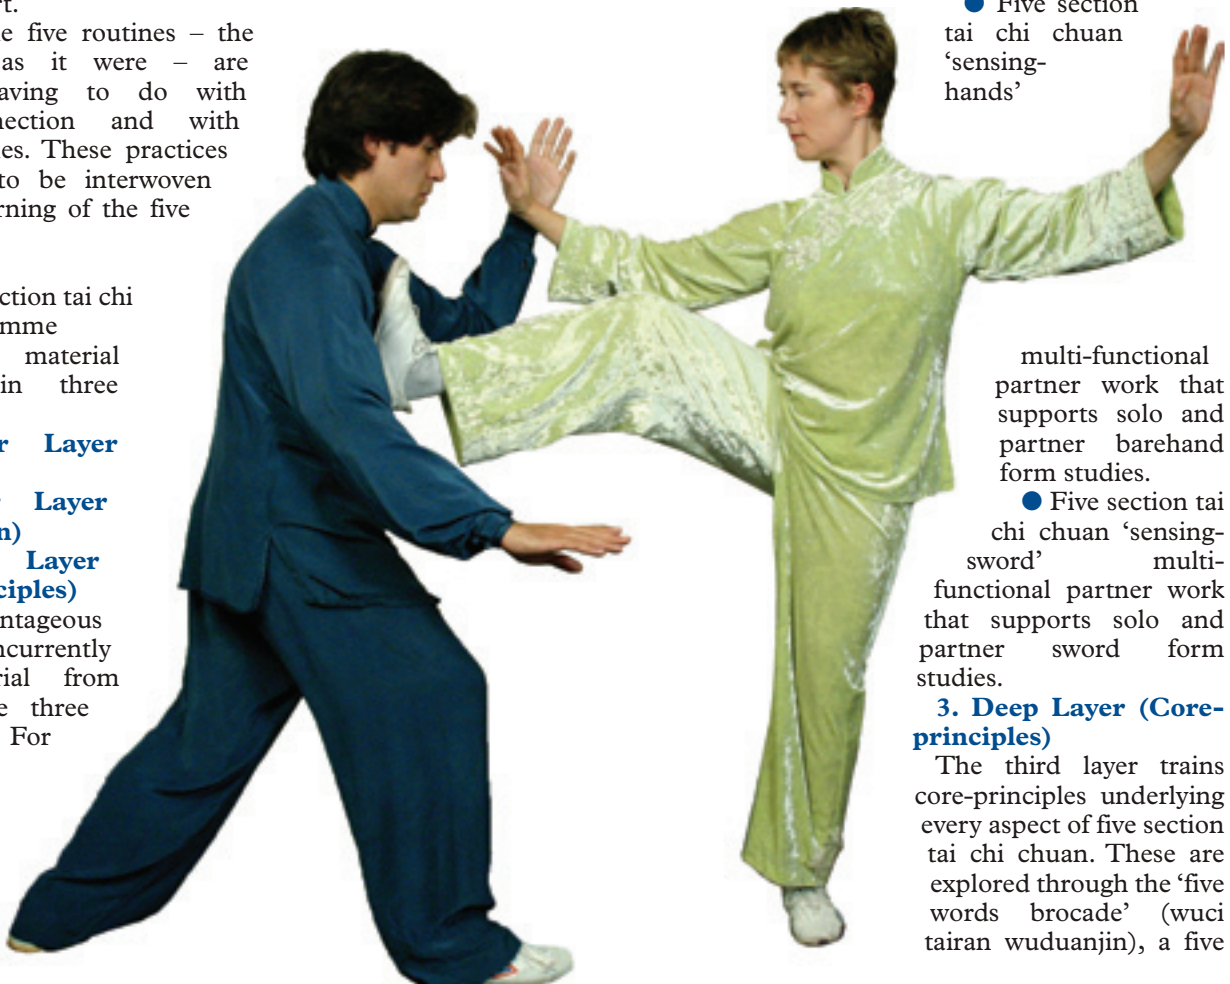 rt.
e five routines – the
as it were – are
aving to do with
nection and with
es. These practices
to be interwoven
rning of the five
ction tai chi
mme
material
in three
r Layer
Layer
n)
Layer
ciples)
ntageous
ncurrently
rial from
e three
For
● Five section
tai chi chuan
‘sensing-
hands’
multi-functional
partner work that
supports solo and
partner barehand
form studies.
● Five section tai
chi chuan ‘sensing-
sword’ multi-
functional partner work
that supports solo and
partner sword form
studies.
3. Deep Layer (Core-
principles)
The third layer trains
core-principles underlying
every aspect of five section
tai chi chuan. These are
explored through the ‘five
words brocade’ (wuci
tairan wuduanjin), a five